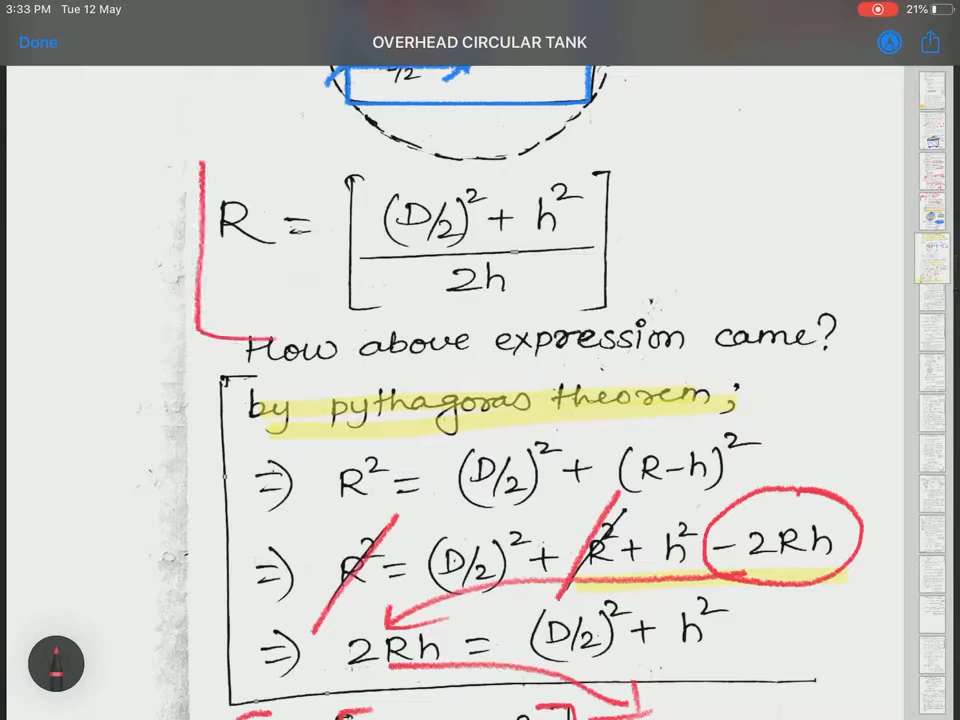 3:33 PM Tue 12 May 21%
Done OVERHEAD CIRCULAR TANK
R = [(D/2)² + h² / 2h]
How above expression came?
by pythagoras theorem;
⇒ R² = (D/2)² + (R-h)²
⇒ R² = (D/2)² + R² + h² - 2Rh
⇒ 2Rh = (D/2)² + h²